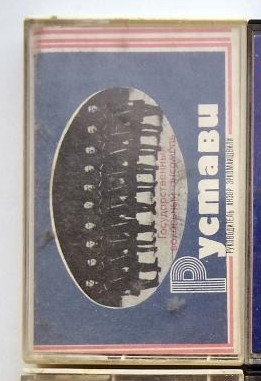 Государственный
вокальный ансамбль
Рустави
РУКОВОДИТЕЛЬ АНЗОР ЭРКОМАИШВИЛИ